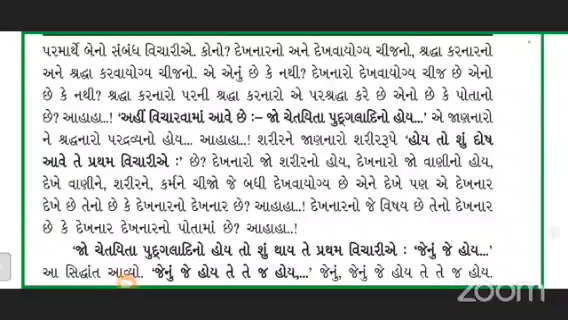 પરમાર્થે બેનો સંબંધ વિચારીએ. કોનો? દેખનારનો અને દેખવાયોગ્ય ચીજનો, શ્રદ્ધા કરનારનો
અને શ્રદ્ધા કરવાયોગ્ય ચીજનો. એ એનું છે કે નથી? દેખનારો દેખવાયોગ્ય ચીજ છે એનો
છે કે નથી? શ્રદ્ધા કરનારો પરની શ્રદ્ધા કરનારો એ પરશ્રદ્ધા કરે છે એનો છે કે પોતાનો
છે? આહાહા..! ‘અહીં વિચારવામાં આવે છે :– જો ચેતયિતા પુદ્ગલાદિનો હોય...’ એ જાણનારો
ને શ્રદ્ધનારો પરદ્રવ્યનો હોય... આહાહા..! શરીરને જાણનારો શરીરરૂપે ‘હોય તો શું દોષ
આવે તે પ્રથમ વિચારીએ :’ છે? દેખનારો જો શરીરનો હોય, દેખનારો જો વાણીનો હોય,
દેખે વાણીને, શરીરને, કર્મને ચીજો જે બધી દેખવાયોગ્ય છે એને દેખે પણ એ દેખનાર
દેખે છે તેનો છે કે દેખનારનો દેખનાર છે? આહાહા..! દેખનારનો જે વિષય છે તેનો દેખનાર
છે કે દેખનાર દેખનારનો પોતામાં છે? આહાહા..!
‘જો ચેતયિતા પુદ્ગલાદિનો હોય તો શું થાય તે પ્રથમ વિચારીએ : ‘જેનું જે હોય...’
આ સિદ્ધાંત આવ્યો. ‘જેનું જે હોય તે તે જ હોય,...’ જેનું, જેનું જે હોય તે તે જ હોય.
zoom